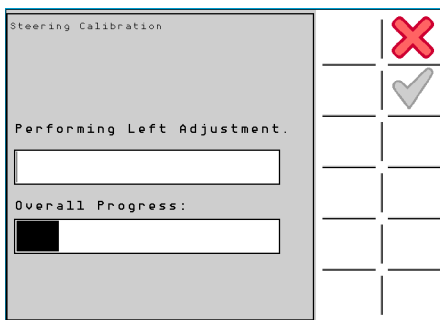 Steering Calibration
Performing Left Adjustment.
Overall Progress: